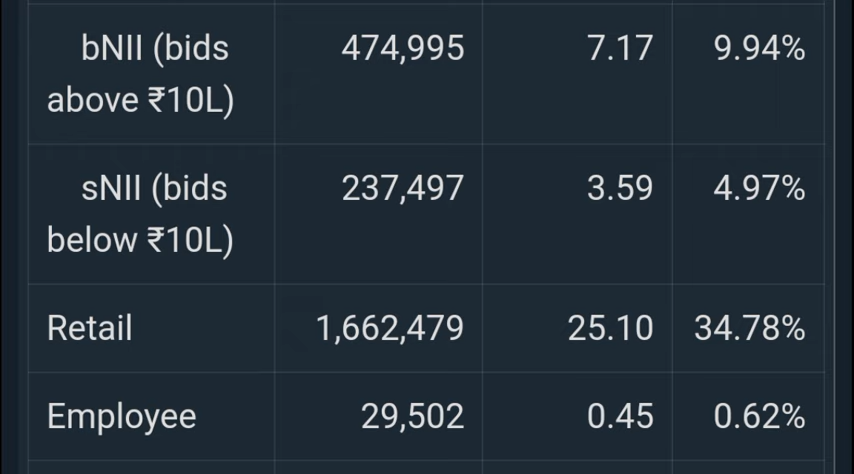 bNII (bids above ₹10L) 474,995 7.17 9.94%
sNII (bids below ₹10L) 237,497 3.59 4.97%
Retail 1,662,479 25.10 34.78%
Employee 29,502 0.45 0.62%